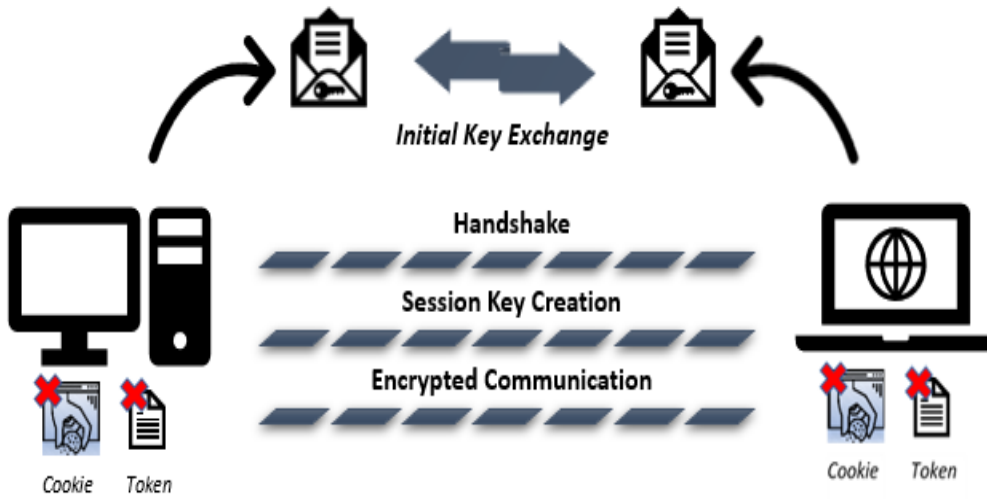 Initial Key Exchange
Handshake
Session Key Creation
Encrypted Communication
Cookie Token
Cookie Token